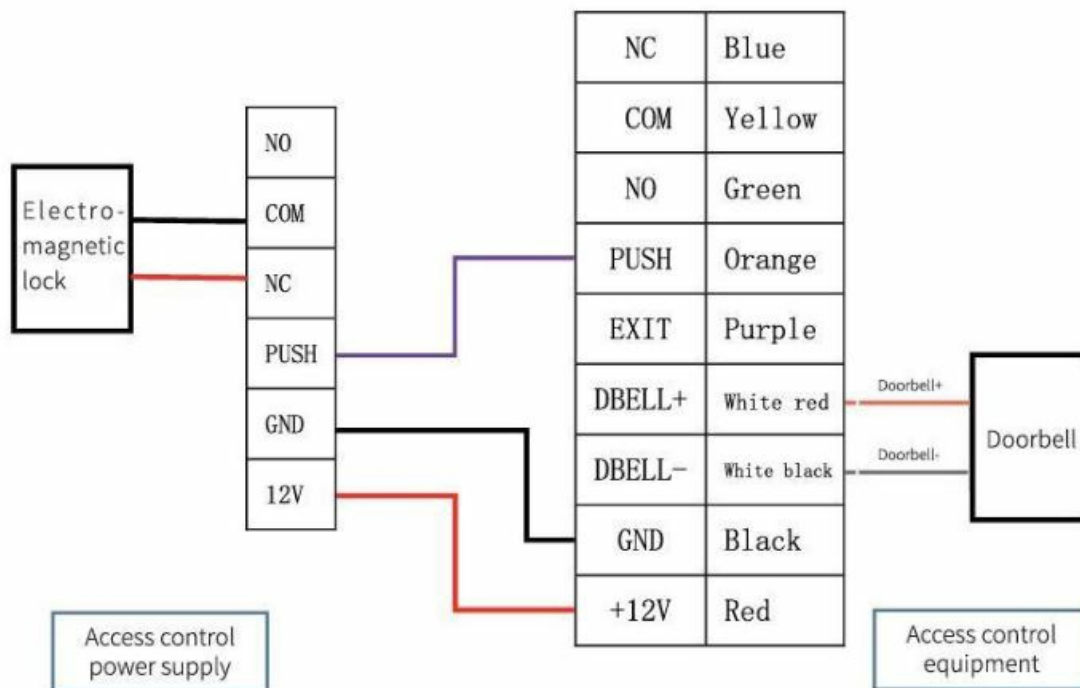 NC Blue
COM Yellow
NO Green
PUSH Orange
EXIT Purple
DBELL+ White red
DBELL- White black
GND Black
+12V Red
NO
COM
NC
PUSH
GND
12V
Electro-
magnetic
lock
Doorbell+
Doorbell-
Doorbell
Access control
power supply
Access control
equipment